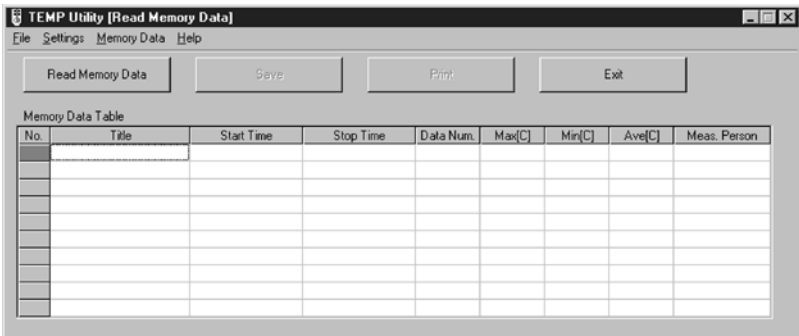 TEMP Utility [Read Memory Data]
File Settings Memory Data Help
Read Memory Data Save Print Exit
Memory Data Table
No. Title Start Time Stop Time Data Num. Max[C] Min[C] Ave[C] Meas. Person